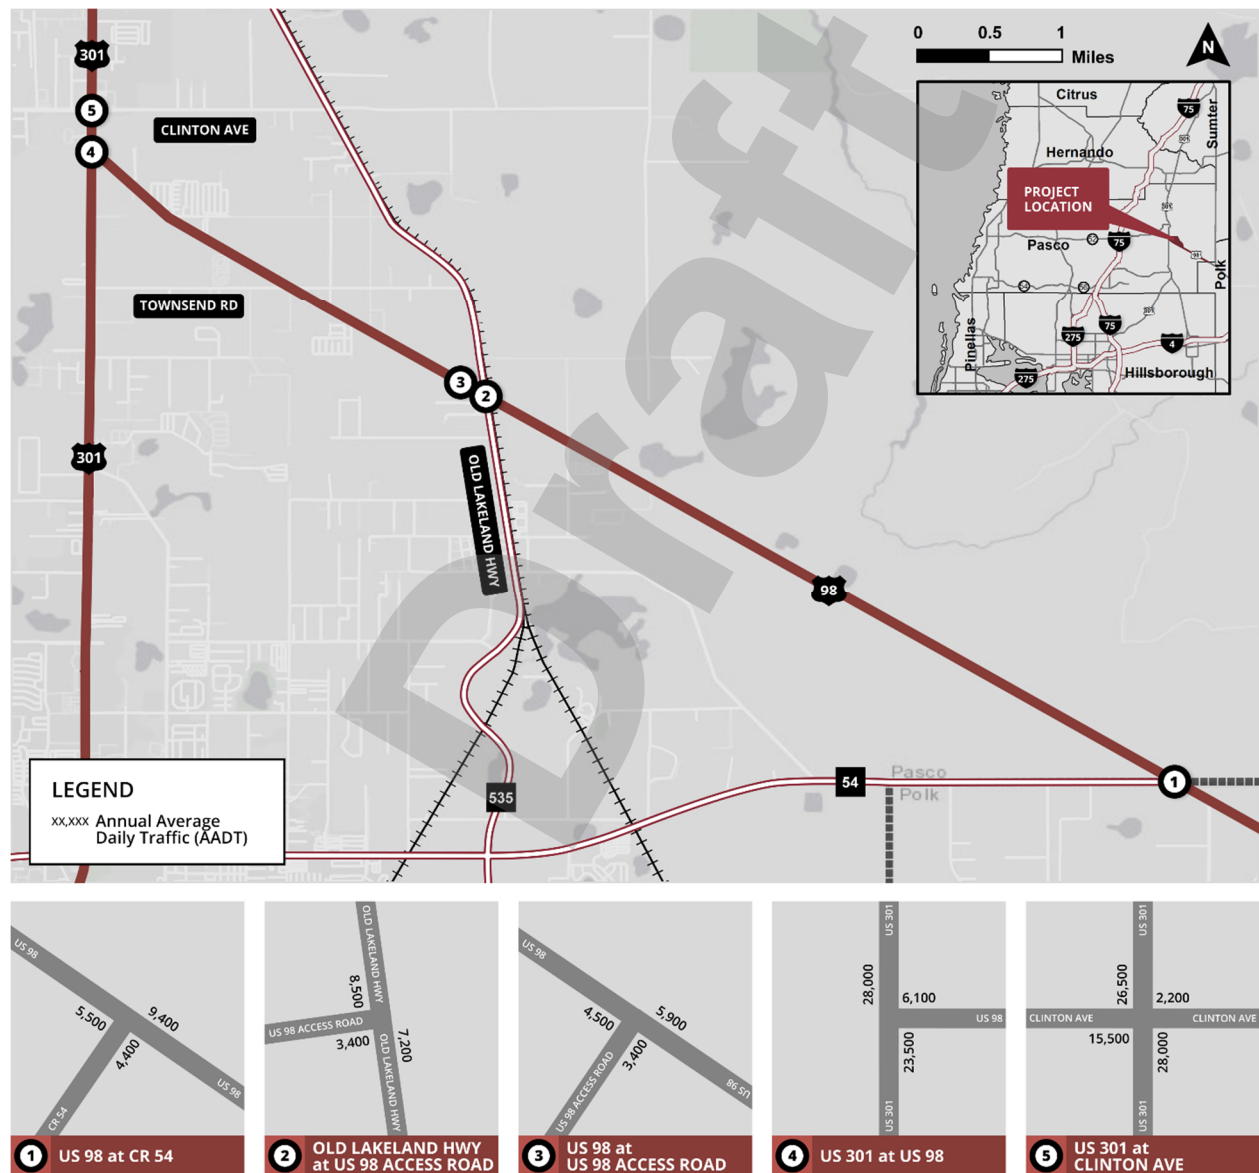 301
5
4
CLINTON AVE
TOWNSEND RD
3
2
301
OLD LAKELAND HWY
98
535
54
Pasco
Polk
1
Draft
0 0.5 1
Miles
N
Citrus
75
Sumter
301
Hernando
PROJECT
LOCATION
301
Pasco
52
75
98
Polk
54
56
301
Pinellas
275
75
4
275
Hillsborough
LEGEND
xx,xxx Annual Average
Daily Traffic (AADT)
US 98
5,500
9,400
4,400
CR 54
US 98
1 US 98 at CR 54
OLD LAKELAND HWY
8,500
US 98 ACCESS ROAD
3,400
7,200
OLD LAKELAND HWY
2 OLD LAKELAND HWY
at US 98 ACCESS ROAD
US 98
4,500
5,900
3,400
US 98 ACCESS ROAD
US 98
3 US 98 at
US 98 ACCESS ROAD
US 301
28,000
6,100
US 98
23,500
US 301
4 US 301 at US 98
US 301
26,500
2,200
CLINTON AVE
CLINTON AVE
15,500
28,000
US 301
5 US 301 at
CLINTON AVE